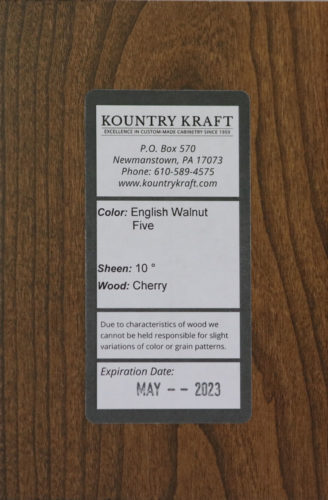 KOUNTRY KRAFT
EXCELLENCE IN CUSTOM-MADE CABINETRY SINCE 1959
P.O. Box 570
Newmanstown, PA 17073
Phone: 610-589-4575
www.kountrykraft.com
Color: English Walnut
Five
Sheen: 10 °
Wood: Cherry
Due to characteristics of wood we
cannot be held responsible for slight
variations of color or grain patterns.
Expiration Date:
MAY -- 2023